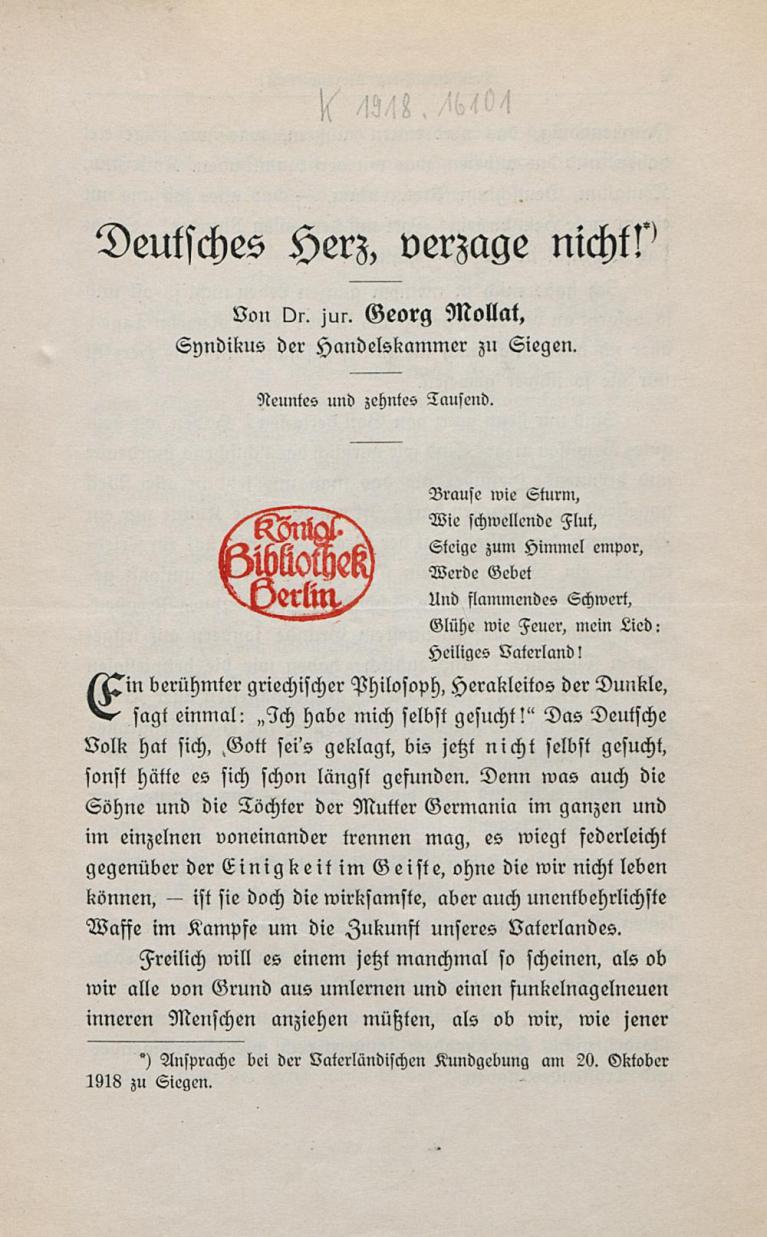 K 1918. 16101
Deutsches Herz, verzage nicht!*)
Von Dr. jur. Georg Mollat,
Syndikus der Handelskammer zu Siegen.
Neuntes und zehntes Tausend.
Brause wie Sturm,
Wie schwellende Flut,
Steige zum Himmel empor,
Werde Gebet
Und flammendes Schwert,
Glühe wie Feuer, mein Lied:
Heiliges Vaterland!
Königl.
Bibliothek
Berlin
Ein berühmter griechischer Philosoph, Herakleitos der Dunkle,
sagt einmal: „Ich habe mich selbst gesucht!“ Das Deutsche
Volk hat sich, Gott sei's geklagt, bis jetzt nicht selbst gesucht,
sonst hätte es sich schon längst gefunden. Denn was auch die
Söhne und die Töchter der Mutter Germania im ganzen und
im einzelnen voneinander trennen mag, es wiegt federleicht
gegenüber der Einigkeit im Geiste, ohne die wir nicht leben
können, — ist sie doch die wirksamste, aber auch unentbehrlichste
Waffe im Kampfe um die Zukunft unseres Vaterlandes.
Freilich will es einem jetzt manchmal so scheinen, als ob
wir alle von Grund aus umlernen und einen funkelnagelneuen
inneren Menschen anziehen müßten, als ob wir, wie jener
*) Ansprache bei der Vaterländischen Kundgebung am 20. Oktober
1918 zu Siegen.